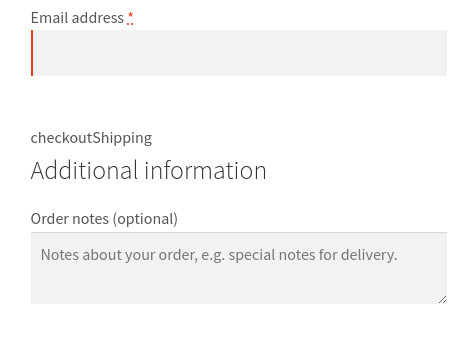 Email address *
checkoutShipping
Additional information
Order notes (optional)
Notes about your order, e.g. special notes for delivery.